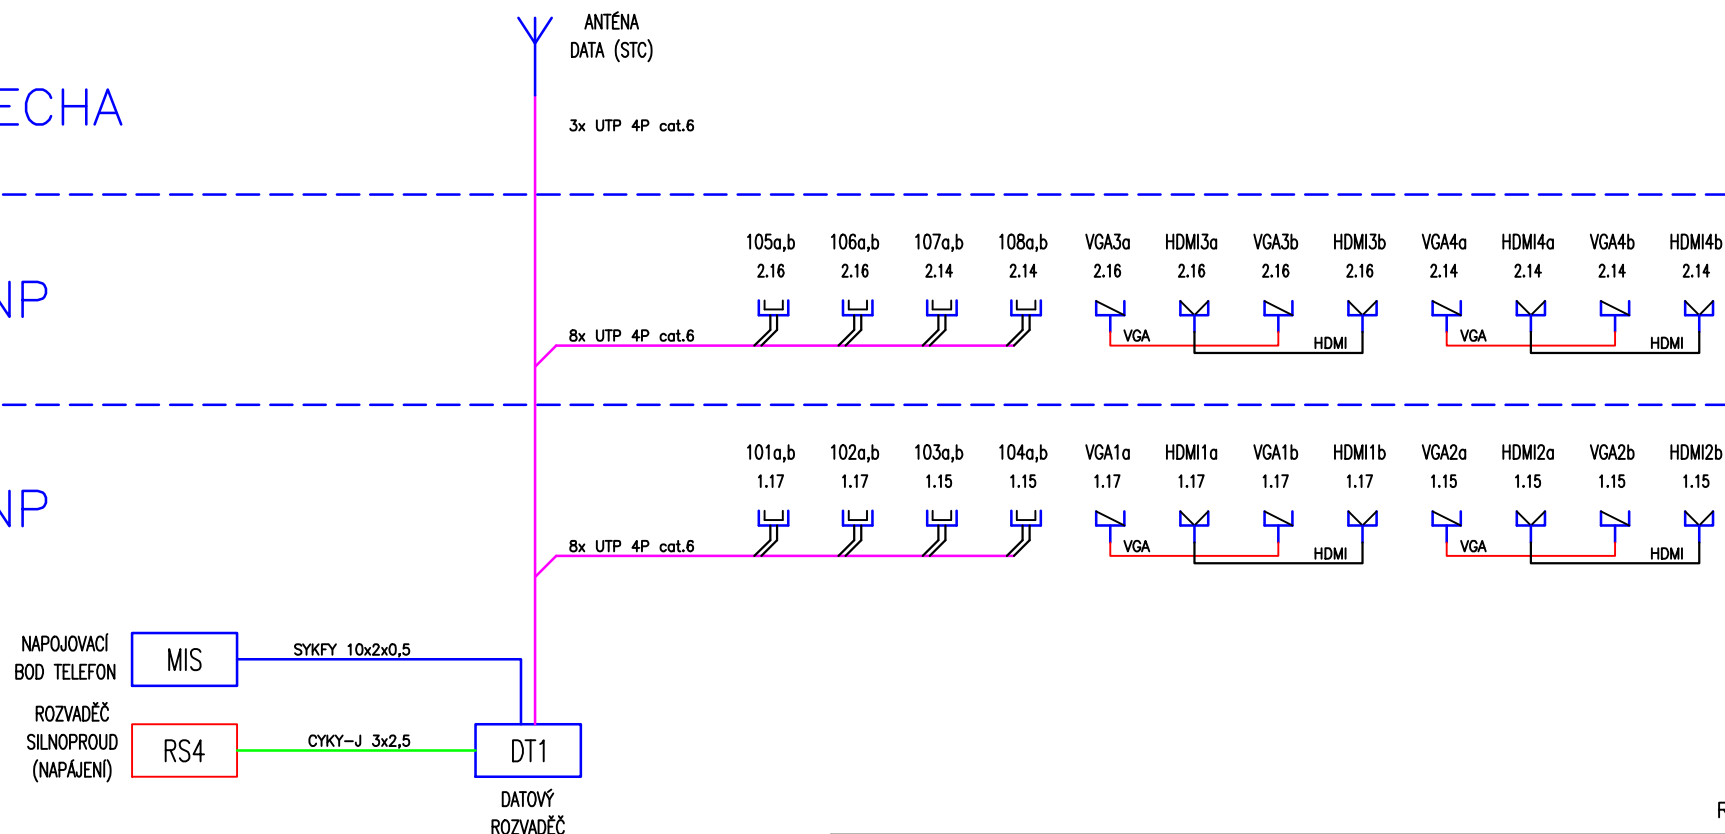 ANTÉNA
DATA (STC)
ECHA
3x UTP 4P cat.6
105a,b 106a,b 107a,b 108a,b VGA3a HDMI3a VGA3b HDMI3b VGA4a HDMI4a VGA4b HDMI4b
2.16 2.16 2.14 2.14 2.16 2.16 2.16 2.16 2.14 2.14 2.14 2.14
NP
8x UTP 4P cat.6 VGA HDMI VGA HDMI
101a,b 102a,b 103a,b 104a,b VGA1a HDMI1a VGA1b HDMI1b VGA2a HDMI2a VGA2b HDMI2b
1.17 1.17 1.15 1.15 1.17 1.17 1.17 1.17 1.15 1.15 1.15 1.15
NP
8x UTP 4P cat.6 VGA HDMI VGA HDMI
NAPOJOVACÍ
BOD TELEFON
MIS
SYKFY 10x2x0,5
ROZVADĚČ
SILNOPROUD
(NAPÁJENÍ)
RS4
CYKY-J 3x2,5
DT1
DATOVÝ
ROZVADĚČ